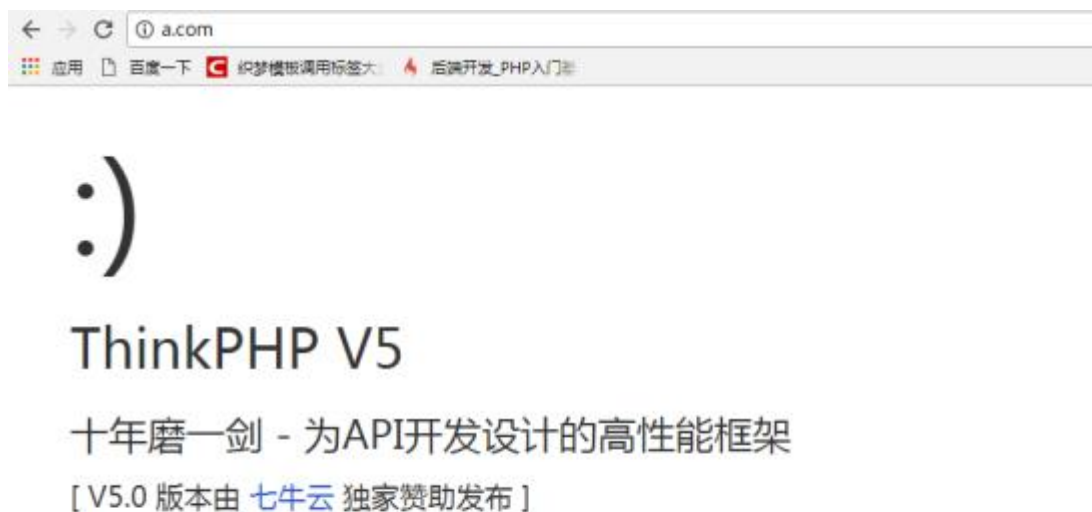 a.com
应用 百度一下 织梦模板调用标签大 后端开发_PHP入门
:)
ThinkPHP V5
十年磨一剑 - 为API开发设计的高性能框架
[ V5.0 版本由 七牛云 独家赞助发布 ]